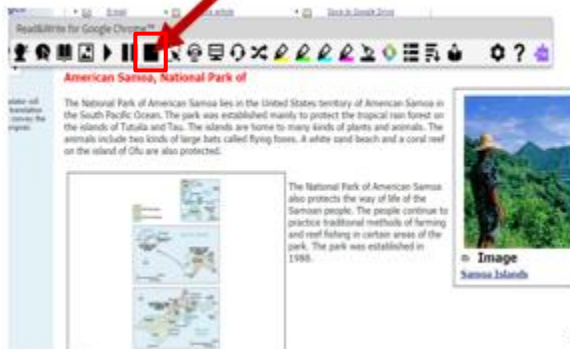 E-mail
Save to Google Drive
Read&Write for Google Chrome™
American Samoa, National Park of
The National Park of American Samoa lies in the United States territory of American Samoa in
the South Pacific Ocean. The park was established mainly to protect the tropical rain forest on
the islands of Tutuila and Tau. The islands are home to many kinds of plants and animals. The
animals include two kinds of large bats called flying foxes. A white sand beach and a coral reef
on the island of Ofu are also protected.
The National Park of American Samoa
also protects the way of life of the
Samoan people. The people continue to
practice traditional methods of farming
and reef fishing in certain areas of the
park. The park was established in
1988.
Image
Samoa Islands